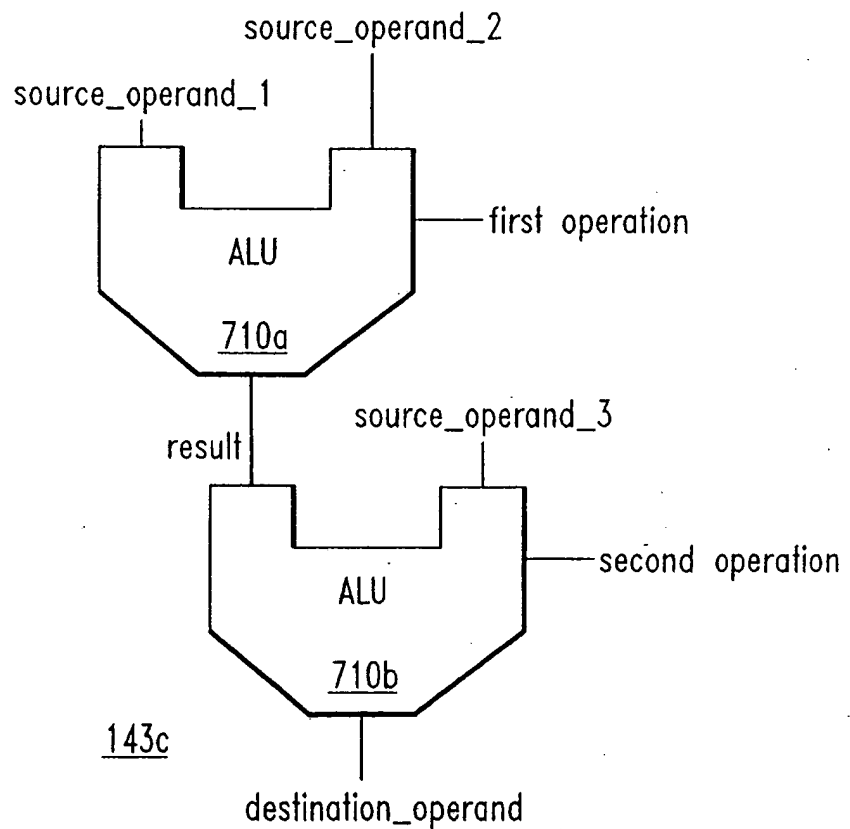 source_operand_2
source_operand_1
first operation
ALU
710a
source_operand_3
result
second operation
ALU
710b
143c
destination_operand